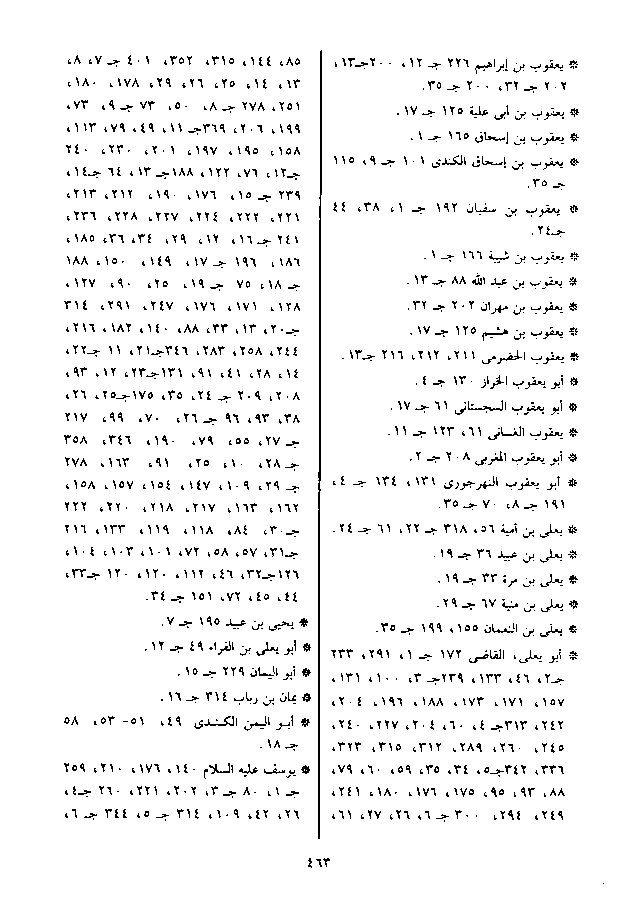 * يعقوب بن إبراهيم ٢٢٦ جـ ١٢، ٢٠٠ جـ١٣،
٢٠٢ جـ ٣٢، ٢٠٠ جـ ٣٥.
* يعقوب بن أبى علية ١٢٥ جـ ١٧.
* يعقوب بن إسحاق ١٦٥ جـ ١.
* يعقوب بن إسحاق الكندى ١٠١ جـ ٩، ١١٥
جـ ٣٥.
* يعقوب بن سفيان ١٩٢ جـ ١، ٣٨، ٤٤
جـ٢٤.
* يعقوب بن شيبة ١٦٦ جـ ١.
* يعقوب بن عبد الله ٨٨ جـ ١٣.
* يعقوب بن مهران ٢٠٢ جـ ٣٢.
* يعقوب بن هشيم ١٢٥ جـ ١٧.
* يعقوب الحضرمى ٢١١، ٢١٢، ٢١٦ جـ١٣.
* أبو يعقوب الخراز ١٣٠ جـ ٤.
* أبو يعقوب السجستانى ٦١ جـ ١٧.
* يعقوب الغسانى ٦١، ١٢٣ جـ ١١.
* أبو يعقوب المغربى ٢٠٨ جـ ٢.
* أبو يعقوب النهرجورى ١٣١، ١٣٤ جـ ٤،
١٩١ جـ ٨، ٧٠ جـ ٣٥.
* يعلى بن أمية ٥٦، ٣١٨ جـ ٢٢، ٦١ جـ ٢٤.
* يعلى بن عبيد ٣٦ جـ ١٩.
* يعلى بن مرة ٣٣ جـ ١٩.
* يعلى بن منية ٦٧ جـ ٢٩.
* يعلى بن النعمان ١٥٥، ١٩٩ جـ ٣٥.
* أبو يعلى، القاضى ١٧٢ جـ ١، ٢٩١، ٢٣٣
جـ٢، ٤٦، ١٣٣، ٢٣٩جـ ٣، ١٠٠، ١٣١،
١٥٧، ١٧١، ١٧٣، ١٨٨، ١٩٦، ٢٠٤،
٢٤٢، ٣١٣جـ ٤، ٦٠، ٢٠٤، ٢٢٧، ٢٤٠،
٢٤٥، ٢٦٠، ٢٨٩، ٣١٢، ٣١٥، ٣٢٣،
٣٣٦، ٣٤٢جـ٥، ٣٤، ٣٥، ٥٩، ٦٠، ٧٩،
٨٨، ٩٣، ٩٥، ١٧٥، ١٧٦، ١٨٠، ٢٤١،
٢٤٩، ٢٩٤، ٣٠٠ جـ ٦، ٢٦، ٢٧، ٦١،
٨٥، ١٤٤، ٣١٥، ٣٥٢، ٤٠١ جـ ٧، ٨،
١٣، ١٤، ٢٥، ٢٦، ٢٩، ١٧٨، ١٨٠،
٢٥١، ٢٧٨ جـ ٨، ٥٠، ٧٣ جـ ٩، ٧٣،
١٩٩، ٢٠٦، ٣٦٩جـ ١١، ٤٩، ٧٩، ١١٣،
١٥٨، ١٩٥، ١٩٧، ٢٠١، ٢٣٠، ٢٤٠
جـ١٢، ٧٦، ١٢٢، ١٨٨جـ ١٣، ٦٤ جـ١٤،
٢٣٩ جـ ١٥، ١٧٦، ١٩٠، ٢١٢، ٢١٣،
٢٢١، ٢٢٢، ٢٢٤، ٢٢٧، ٢٢٨، ٢٣٦،
٢٤١ جـ١٦، ١٢، ٢٩، ٣٤، ٣٦، ١٨٥،
١٨٦، ١٩٦ جـ ١٧، ١٤٩، ١٥٠، ١٨٨
جـ ١٨، ٧٥ جـ ١٩، ٢٥، ٩٠، ١٢٧،
١٢٨، ١٧١، ١٧٦، ٢٤٧، ٢٩١، ٣١٤
جـ٢٠، ١٣، ٣٣، ٨٨، ١٤٠، ١٨٢، ٢١٦،
٢٤٤، ٢٥٨، ٢٨٣، ٣٤٦جـ٢١، ١١ جـ٢٢،
١٤، ٢٨، ٤١، ٩١، ١٣١جـ٢٣، ١٢، ٩٣،
٢٠٨، ٢٠٩ جـ ٢٤، ٣٥، ١٧٥جـ٢٥، ٢٦،
٣٨، ٩٣، ٩٦ جـ ٢٦، ٧٠، ٩٩، ٢١٧
جـ ٢٧، ٥٥، ٧٩، ١٩٠، ٣٤٦، ٣٥٨
جـ٢٨، ١٠، ٢٥، ٩١، ١٦٣، ٢٧٨
جـ ٢٩، ١٠٩، ١٤٧، ١٥٤، ١٥٧، ١٥٨،
١٦٢، ١٦٣، ٢١٧، ٢١٨، ٢٢٠، ٢٢٢
جـ٣٠، ٨٤، ١١٨، ١١٩، ١٣٣، ٢١٦
جـ٣١، ٥٧، ٥٨، ٧٢، ١٠١، ١٠٣، ١٠٤،
١٢٦جـ٣٢، ٤٦، ١١٢، ١٢٠، ١٢٠ جـ٣٣،
٤٤، ٤٥، ٧٢، ١٥١ جـ ٣٤.
* يحيى بن عبيد ١٩٥ جـ ٧.
* أبو يعلى بن الفراء ٤٩ جـ ١٢.
* أبو اليمان ٢٢٩ جـ ١٥.
* يمان بن رباب ٣١٤ جـ ١٦.
* أبو اليمن الكندى ٤٩، ٥١- ٥٣، ٥٨
جـ ١٨.
* يوسف عليه السلام ١٤٠، ١٧٦، ٢١٠، ٢٥٩
جـ ١، ٨٠ جـ ٣، ٢٠٢، ٢٢١، ٢٦٠ جـ٤،
٢٦، ٤٢، ١٠٩، ٣١٤ جـ ٥، ٣٤٤ جـ ٦،
٤٦٣